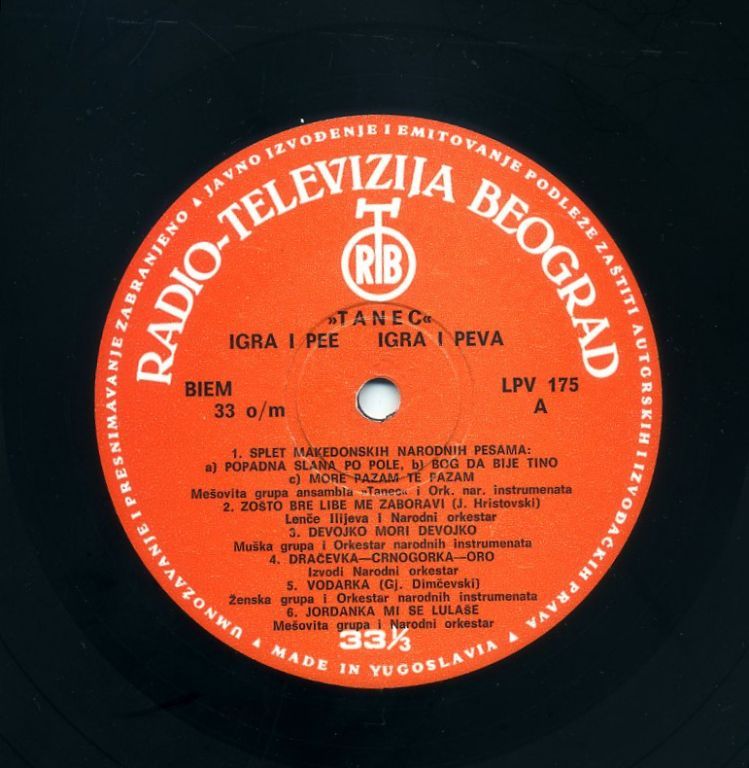 UMNOŽAVANJE I PRESNIMAVANJE ZABRANJENO ▲ JAVNO IZVOĐENJE I EMITOVANJE PODLEŽE ZAŠTITI AUTGRSKIH I IZVOĐAČKIH PRAVA ▲
RADIO-TELEVIZIJA BEOGRAD
RTB
»TANEC«
IGRA I PEE IGRA I PEVA
BIEM LPV 175
33 o/m A
1. SPLET MAKEDONSKIH NARODNIH PESAMA:
a) POPADNA SLANA PO POLE, b) BOG DA BIJE TINO
c) MORE PAZAM TE PAZAM
Mešovita grupa ansambla »Tanec« i Ork. nar. instrumenata
2. ZOŠTO BRE LIBE ME ZABORAVI (J. Hristovski)
Lenče Ilijeva i Narodni orkestar
3. DEVOJKO MORI DEVOJKO
Muška grupa i Orkestar narodnih instrumenata
4. DRAČEVKA—CRNOGORKA—ORO
Izvodi Narodni orkestar
5. VODARKA (Gj. Dimčevski)
Ženska grupa i Orkestar narodnih instrumenata
6. JORDANKA MI SE LULAŠE
Mešovita grupa i Narodni orkestar
33⅓
▲ MADE IN YUGOSLAVIA ▲